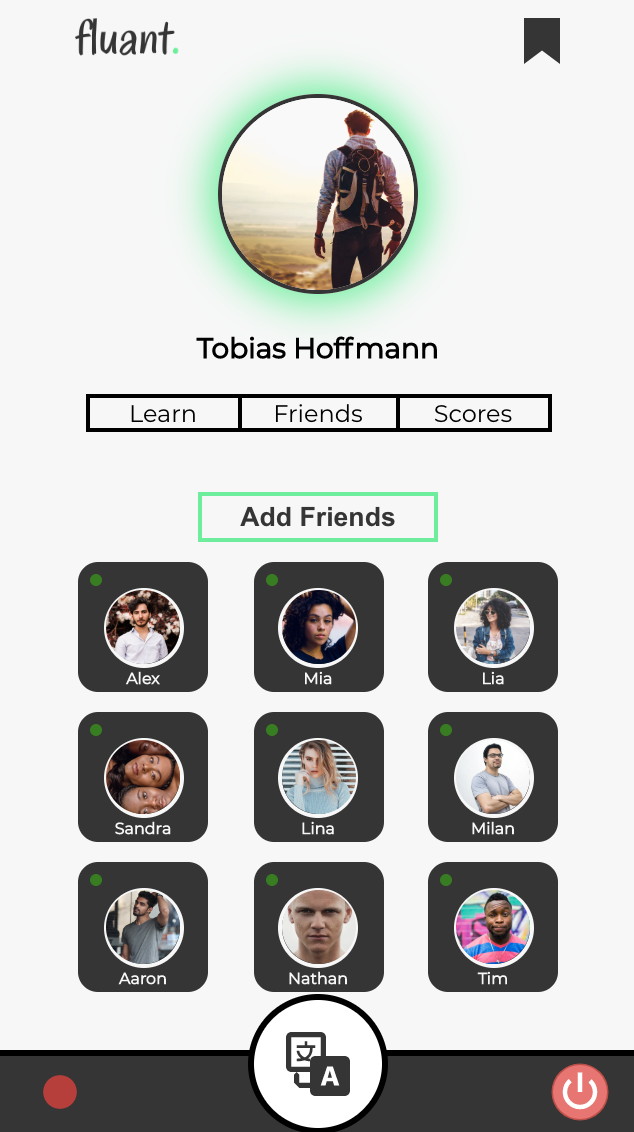 fluant.
Tobias Hoffmann
Learn Friends Scores
Add Friends
Alex Mia Lia
Sandra Lina Milan
Aaron Nathan Tim
文
A